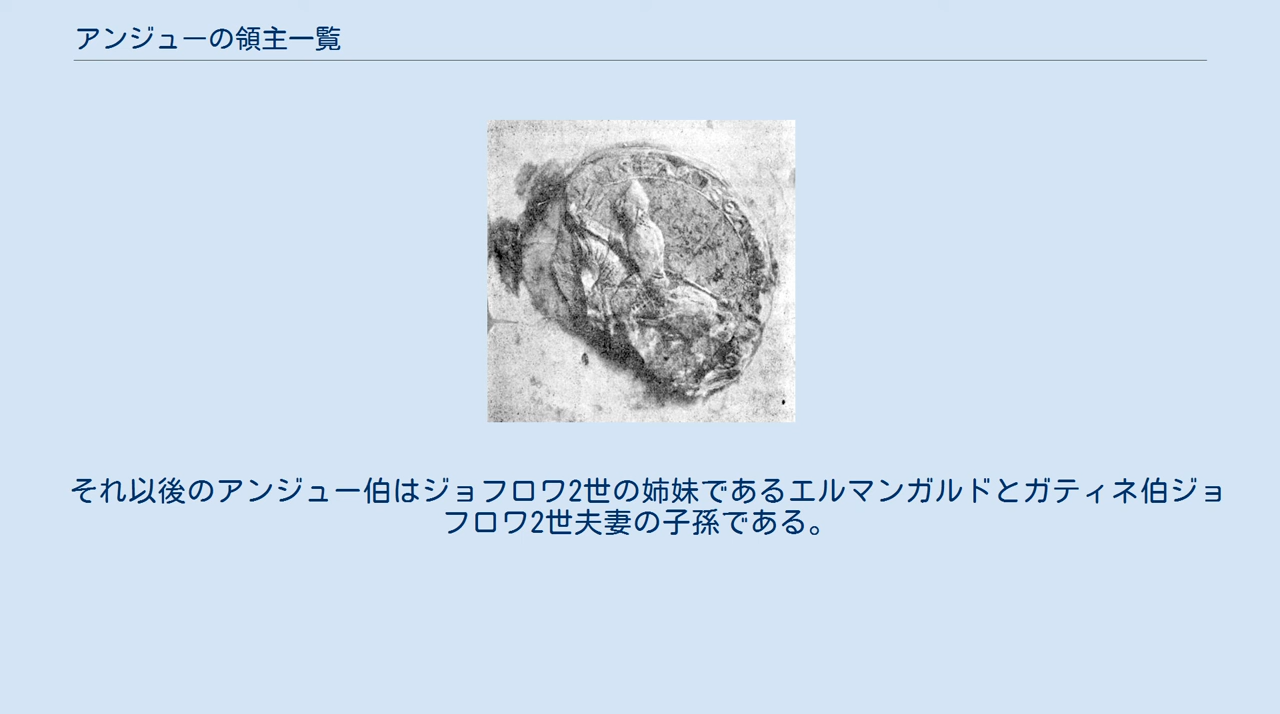 アンジューの領主一覧
それ以後のアンジュー伯はジョフロワ2世の姉妹であるエルマンガルドとガティネ伯ジョ
フロワ2世夫妻の子孫である。